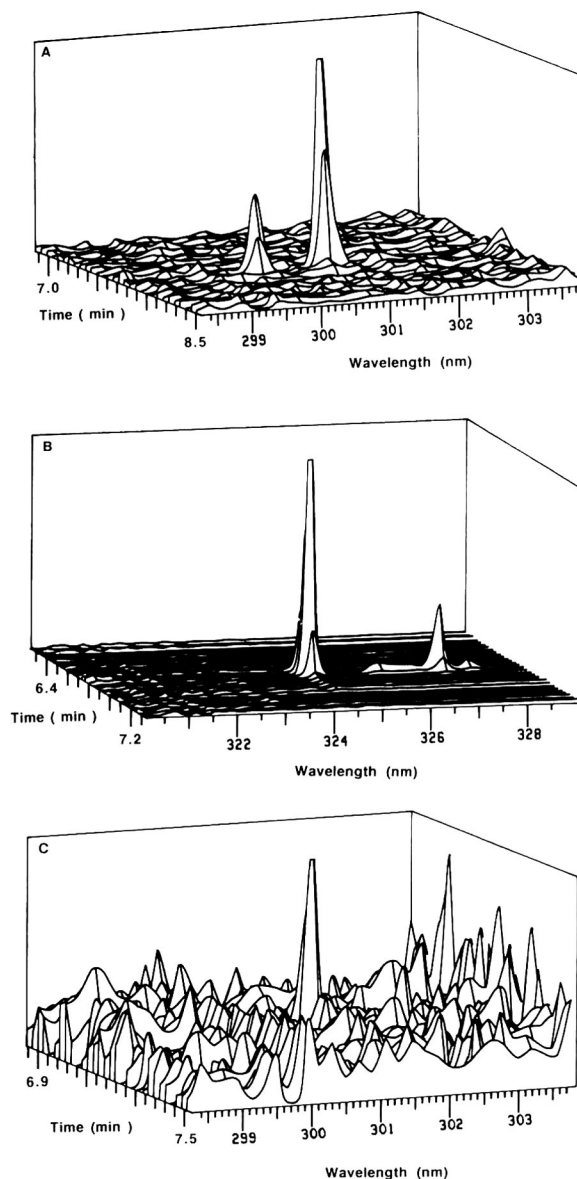 A
7.0
Time ( min )
8.5
299
300
301
302
303
Wavelength (nm)
B
6.4
Time ( min )
7.2
322
324
326
328
Wavelength (nm)
C
6.9
Time (min )
7.5
299
300
301
302
303
Wavelength (nm)